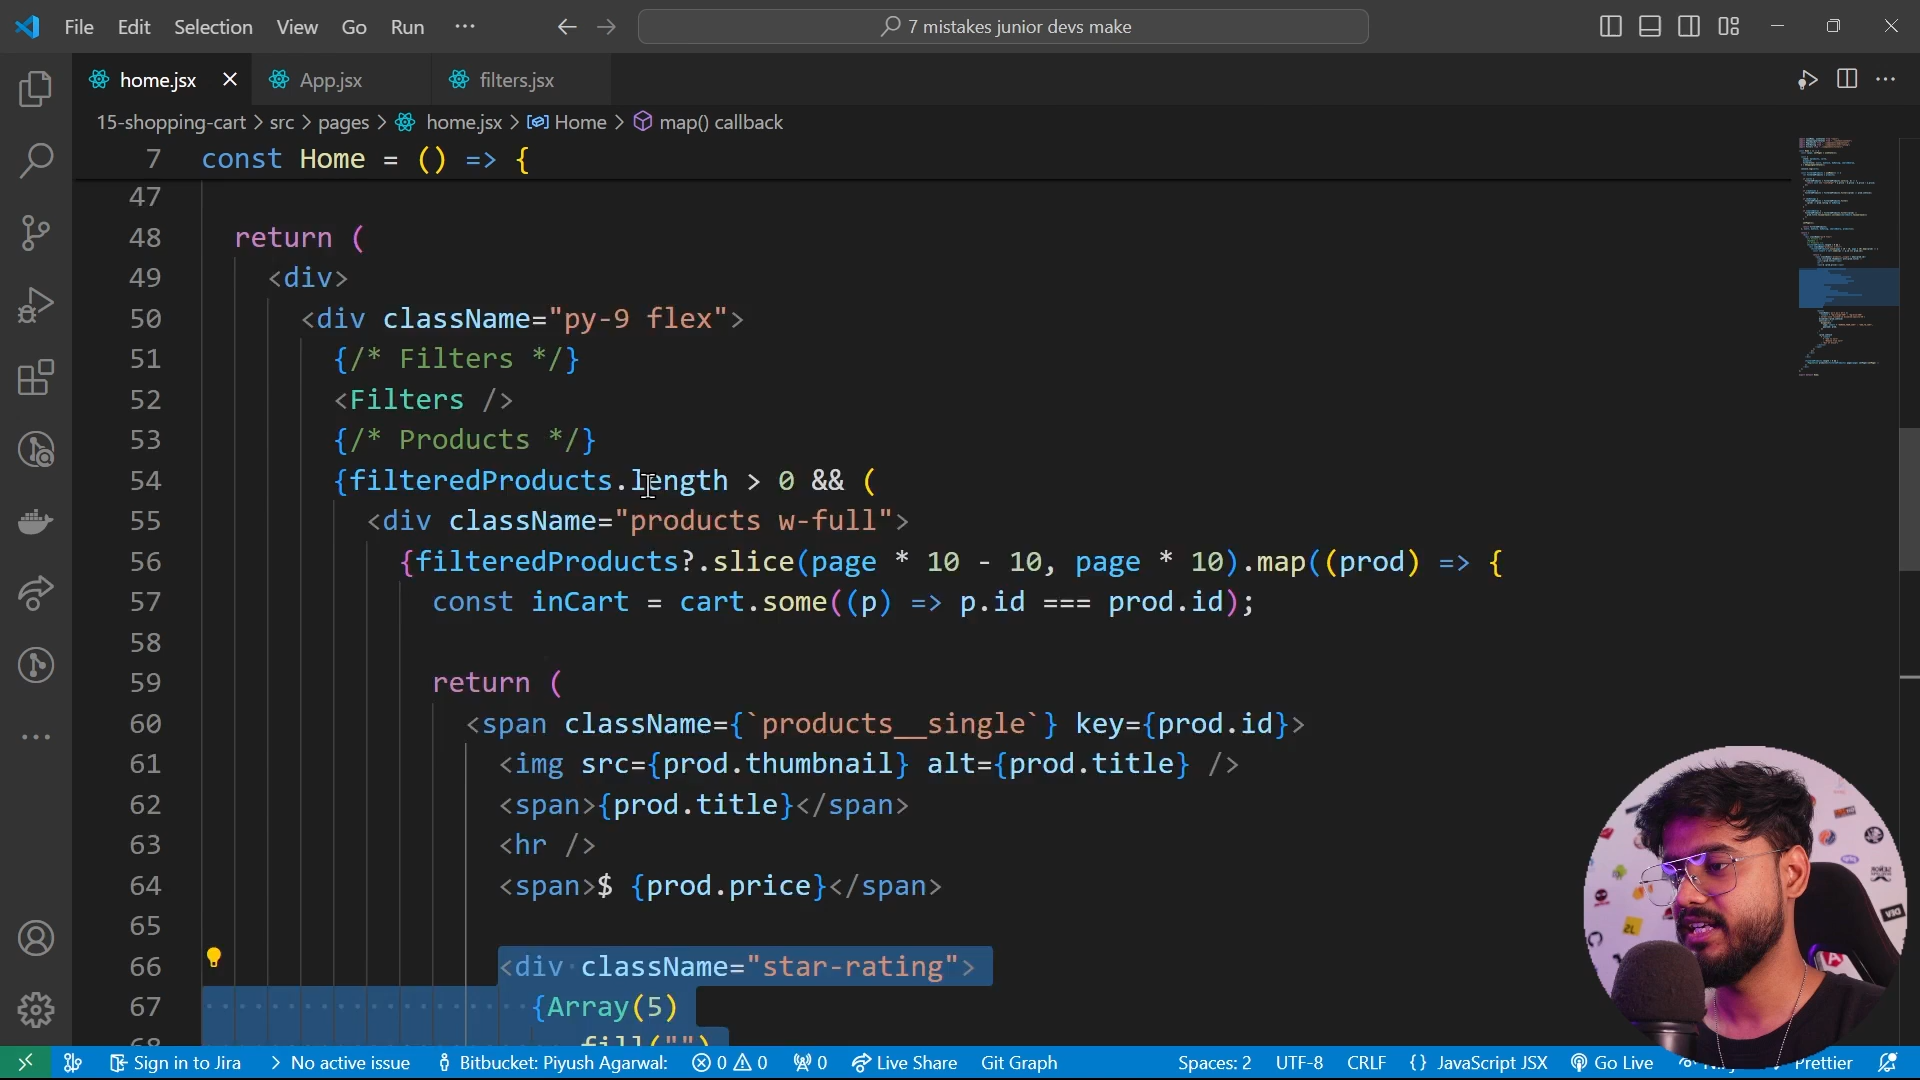 File Edit Selection View Go Run ··· 7 mistakes junior devs make
home.jsx App.jsx filters.jsx
15-shopping-cart > src > pages > home.jsx > Home > map() callback
7 const Home = () => {
47
48 return (
49 <div>
50 <div className="py-9 flex">
51 {/* Filters */}
52 <Filters />
53 {/* Products */}
54 {filteredProducts.length > 0 && (
55 <div className="products w-full">
56 {filteredProducts?.slice(page * 10 - 10, page * 10).map((prod) => {
57 const inCart = cart.some((p) => p.id === prod.id);
58
59 return (
60 <span className={`products__single`} key={prod.id}>
61 <img src={prod.thumbnail} alt={prod.title} />
62 <span>{prod.title}</span>
63 <hr />
64 <span>$ {prod.price}</span>
65
66 <div className="star-rating">
67 {Array(5)
68 .fill("")
Sign in to Jira No active issue Bitbucket: Piyush Agarwal: 0 0 0 Live Share Git Graph Spaces: 2 UTF-8 CRLF {} JavaScript JSX Go Live Prettier